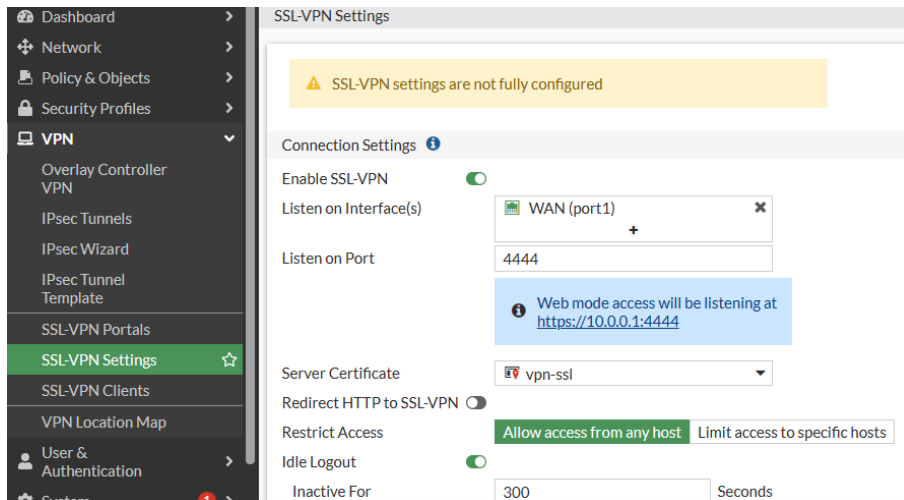 Dashboard
Network
Policy & Objects
Security Profiles
VPN
Overlay Controller
VPN
IPsec Tunnels
IPsec Wizard
IPsec Tunnel
Template
SSL-VPN Portals
SSL-VPN Settings
SSL-VPN Clients
VPN Location Map
User &
Authentication
System
1
SSL-VPN Settings
SSL-VPN settings are not fully configured
Connection Settings
Enable SSL-VPN
Listen on Interface(s)
WAN (port1)
+
Listen on Port
4444
Web mode access will be listening at
https://10.0.0.1:4444
Server Certificate
vpn-ssl
Redirect HTTP to SSL-VPN
Restrict Access
Allow access from any host
Limit access to specific hosts
Idle Logout
Inactive For
300
Seconds